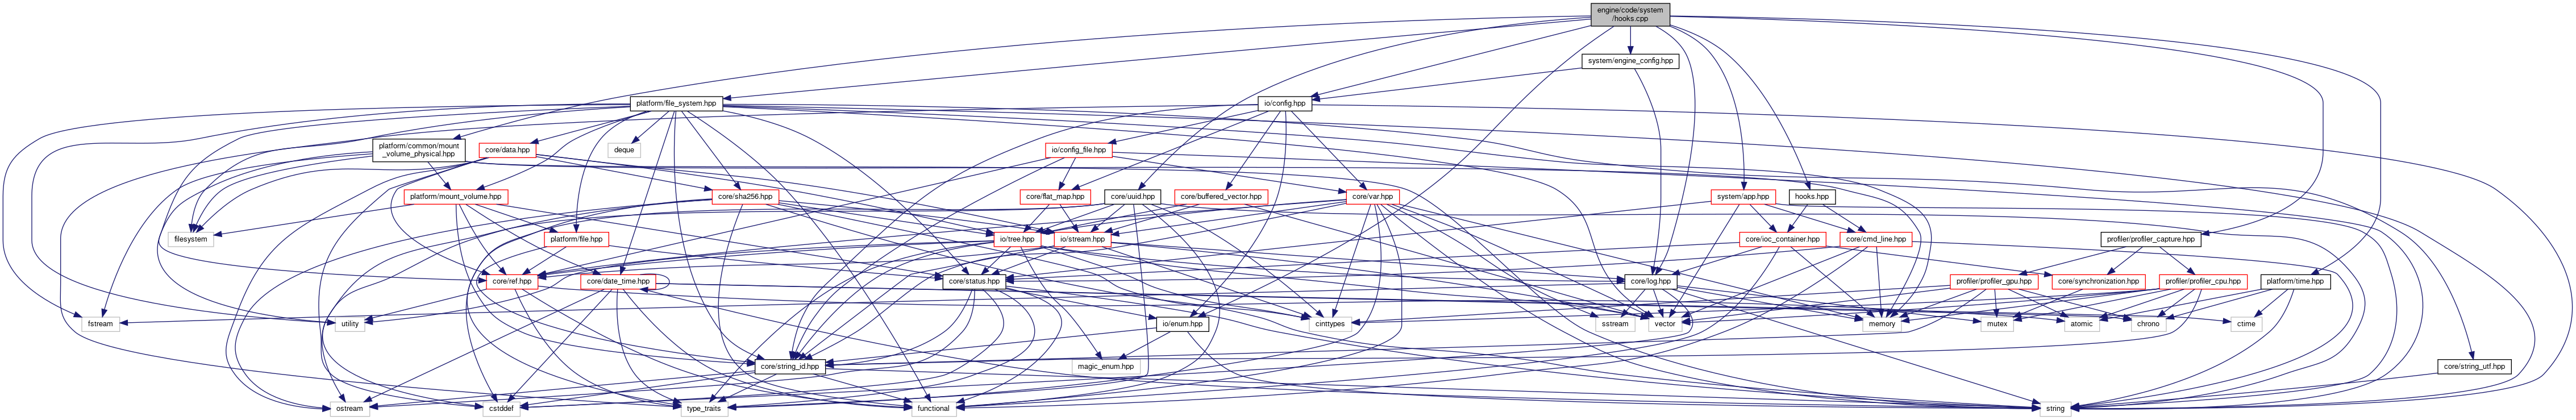 engine/code/system
/hooks.cpp
system/engine_config.hpp
platform/file_system.hpp
io/config.hpp
platform/common/mount
_volume_physical.hpp
core/data.hpp
deque
io/config_file.hpp
platform/mount_volume.hpp
core/sha256.hpp
core/flat_map.hpp
core/uuid.hpp
core/buffered_vector.hpp
core/var.hpp
system/app.hpp
hooks.hpp
filesystem
platform/file.hpp
io/tree.hpp
io/stream.hpp
core/ioc_container.hpp
core/cmd_line.hpp
profiler/profiler_capture.hpp
core/ref.hpp
core/date_time.hpp
core/status.hpp
core/log.hpp
profiler/profiler_gpu.hpp
core/synchronization.hpp
profiler/profiler_cpu.hpp
platform/time.hpp
fstream
utility
io/enum.hpp
cinttypes
sstream
vector
memory
mutex
atomic
chrono
ctime
core/string_id.hpp
magic_enum.hpp
core/string_utf.hpp
ostream
cstddef
type_traits
functional
string